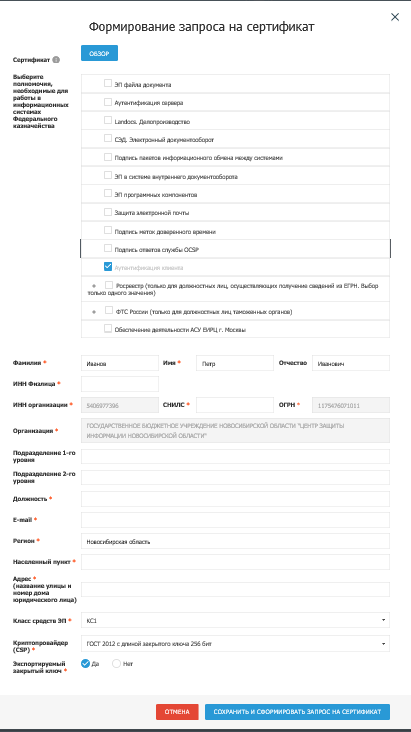 Формирование запроса на сертификат
Сертификат
ОБЗОР
Выберите
полномочия,
необходимые для
работы в
информационных
системах
Федерального
казначейства
ЭП файла документа
Аутентификация сервера
Landocs. Делопроизводство
СЭД. Электронный документооборот
Подпись пакетов информационного обмена между системами
ЭП в системе внутреннего документооборота
ЭП программных компонентов
Защита электронной почты
Подпись меток доверенного времени
Подпись ответов службы OCSP
Аутентификация клиента
Росреестр (только для должностных лиц, осуществляющих получение сведений из ЕГРН. Выбор
только одного значения)
ФТС России (только для должностных лиц таможенных органов)
Обеспечение деятельности АСУ ЕИРЦ г. Москвы
Фамилия * Иванов Имя * Петр Отчество Иванович
ИНН Физлица *
ИНН организации * 5406977396 СНИЛС * ОГРН * 1175476071011
Организация * ГОСУДАРСТВЕННОЕ БЮДЖЕТНОЕ УЧРЕЖДЕНИЕ НОВОСИБИРСКОЙ ОБЛАСТИ "ЦЕНТР ЗАЩИТЫ
ИНФОРМАЦИИ НОВОСИБИРСКОЙ ОБЛАСТИ"
Подразделение 1-го
уровня
Подразделение 2-го
уровня
Должность *
E-mail *
Регион * Новосибирская область
Населенный пункт *
Адрес *
(название улицы и
номер дома
юридического лица)
Класс средств ЭП * КС1
Криптопровайдер
(CSP) * ГОСТ 2012 с длиной закрытого ключа 256 бит
Экспортируемый
закрытый ключ * Да Нет
ОТМЕНА
СОХРАНИТЬ И СФОРМИРОВАТЬ ЗАПРОС НА СЕРТИФИКАТ